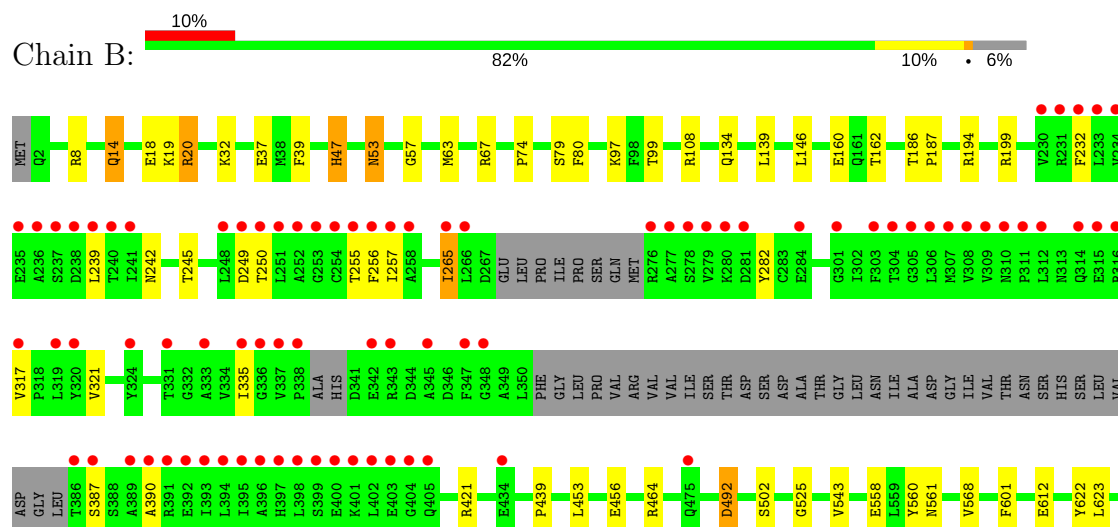 10%
Chain B:
82% 10% • 6%
MET Q2 R8 Q14 E18 K19 R20 K32 E37 M38 F39 H47 N53 G57 M63 R67 P74 S79 F80 K97 F98 T99 R108 Q134 L139 L146 E160 Q161 T162 T186 P187 R194 R199 V230 R231 F232 L233
E235 A236 S237 D238 L239 T240 I241 N242 T245 L248 D249 T250 L251 A252 G253 C254 T255 F256 I257 A258 I265 L266 D267 GLU LEU PRO ILE PRO SER GLN MET R276 A277 S278 V279 K280 D281 Y282 C283 E284 G301 I302 F303 T304 G305 L306 M307 V308 V309 N310 P311 L312 N313 Q314 E315
V317 P318 L319 Y320 V321 Y324 T331 G332 A333 V334 I335 G336 V337 P338 ALA HIS D341 E342 R343 D344 A345 D346 F347 G348 A349 L350 PHE GLY LEU PRO VAL ARG VAL VAL ILE SER THR ASP SER ASP ALA THR GLY LEU ASN ILE ALA ASP GLY ILE VAL THR ASN SER HIS SER LEU
ASP GLY LEU T386 S387 S388 A389 A390 R391 E392 I393 L394 I395 A396 H397 L398 S399 E400 K401 L402 E403 G404 Q405 R421 E434 P439 L453 E456 R464 Q475 D492 S502 G525 V543 E558 L559 Y560 N561 V568 F601 E612 Y622 L623